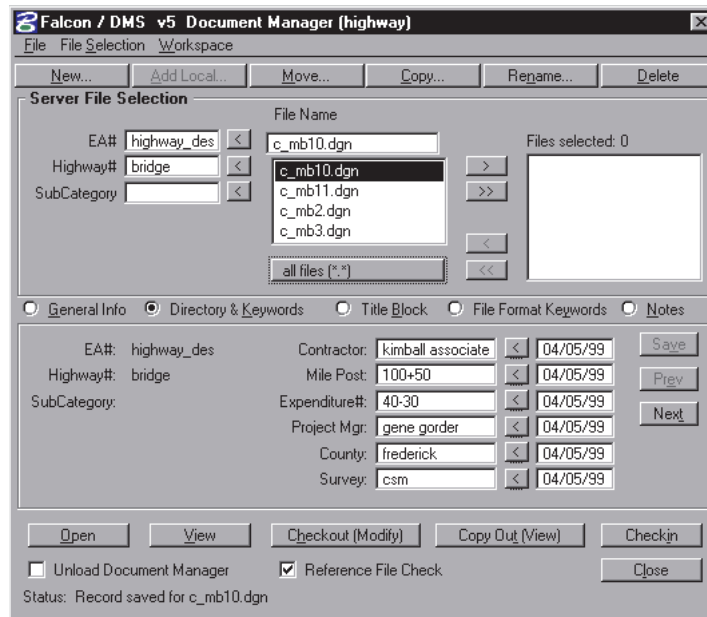 Falcon / DMS v5 Document Manager (highway)
File File Selection Workspace
New... Add Local... Move... Copy... Rename... Delete
Server File Selection
File Name
EA# highway_des < c_mb10.dgn Files selected: 0
Highway# bridge < c_mb10.dgn >
c_mb11.dgn
SubCategory < c_mb2.dgn >>
c_mb3.dgn
<
all files (*.*) <<
General Info Directory & Keywords Title Block File Format Keywords Notes
EA#: highway_des Contractor: kimball associate < 04/05/99 Save
Highway#: bridge Mile Post: 100+50 < 04/05/99 Prev
SubCategory: Expenditure#: 40-30 < 04/05/99 Next
Project Mgr: gene gorder < 04/05/99
County: frederick < 04/05/99
Survey: csm < 04/05/99
Open View Checkout (Modify) Copy Out (View) Checkin
Unload Document Manager Reference File Check Close
Status: Record saved for c_mb10.dgn